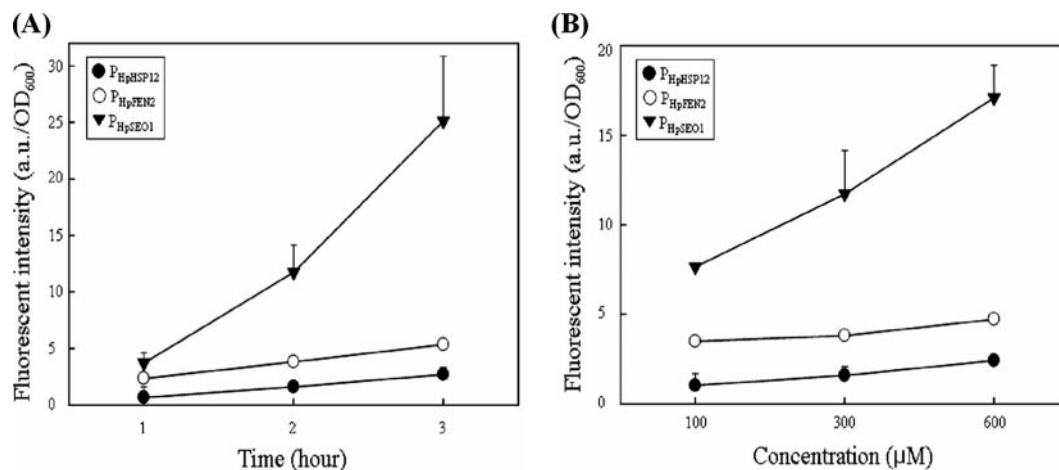 (A)
Fluorescent intensity (a.u./OD600)
30
25
20
15
10
5
0
PHpHSP12
PHpFEN2
PHpSEO1
1 2 3
Time (hour)
(B)
Fluorescent intensity (a.u./OD600)
20
15
10
5
0
PHpHSP12
PHpFEN2
PHpSEO1
100 300 600
Concentration (μM)